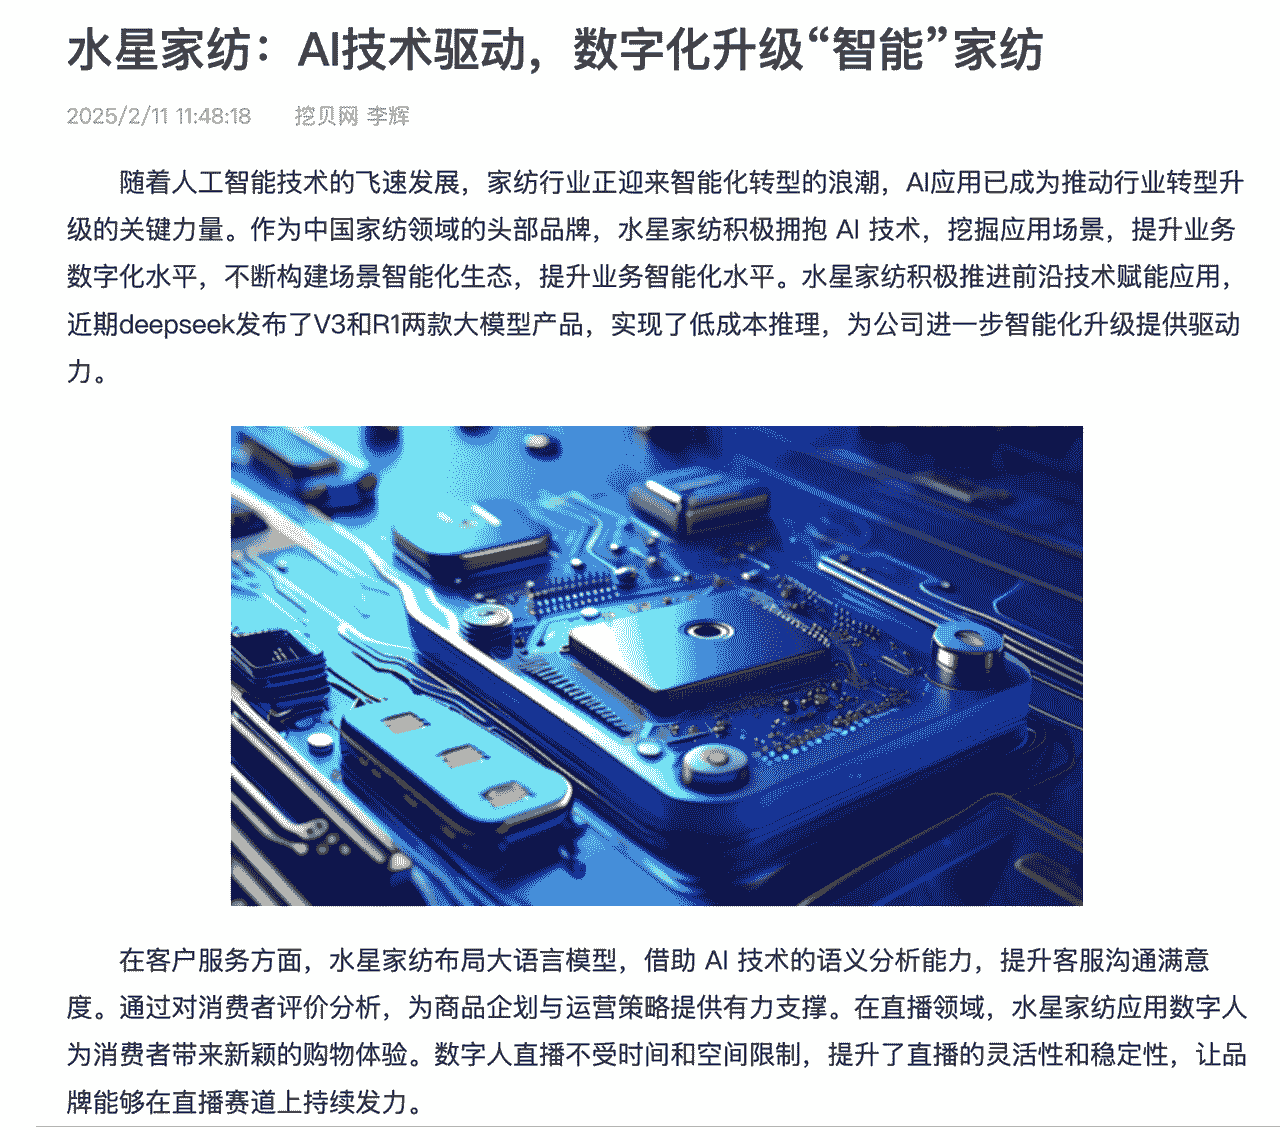 水星家纺：AI技术驱动，数字化升级“智能”家纺
2025/2/11 11:48:18 挖贝网 李辉
随着人工智能技术的飞速发展，家纺行业正迎来智能化转型的浪潮，AI应用已成为推动行业转型升
级的关键力量。作为中国家纺领域的头部品牌，水星家纺积极拥抱 AI 技术，挖掘应用场景，提升业务
数字化水平，不断构建场景智能化生态，提升业务智能化水平。水星家纺积极推进前沿技术赋能应用，
近期deepseek发布了V3和R1两款大模型产品，实现了低成本推理，为公司进一步智能化升级提供驱动
力。
在客户服务方面，水星家纺布局大语言模型，借助 AI 技术的语义分析能力，提升客服沟通满意
度。通过对消费者评价分析，为商品企划与运营策略提供有力支撑。在直播领域，水星家纺应用数字人
为消费者带来新颖的购物体验。数字人直播不受时间和空间限制，提升了直播的灵活性和稳定性，让品
牌能够在直播赛道上持续发力。